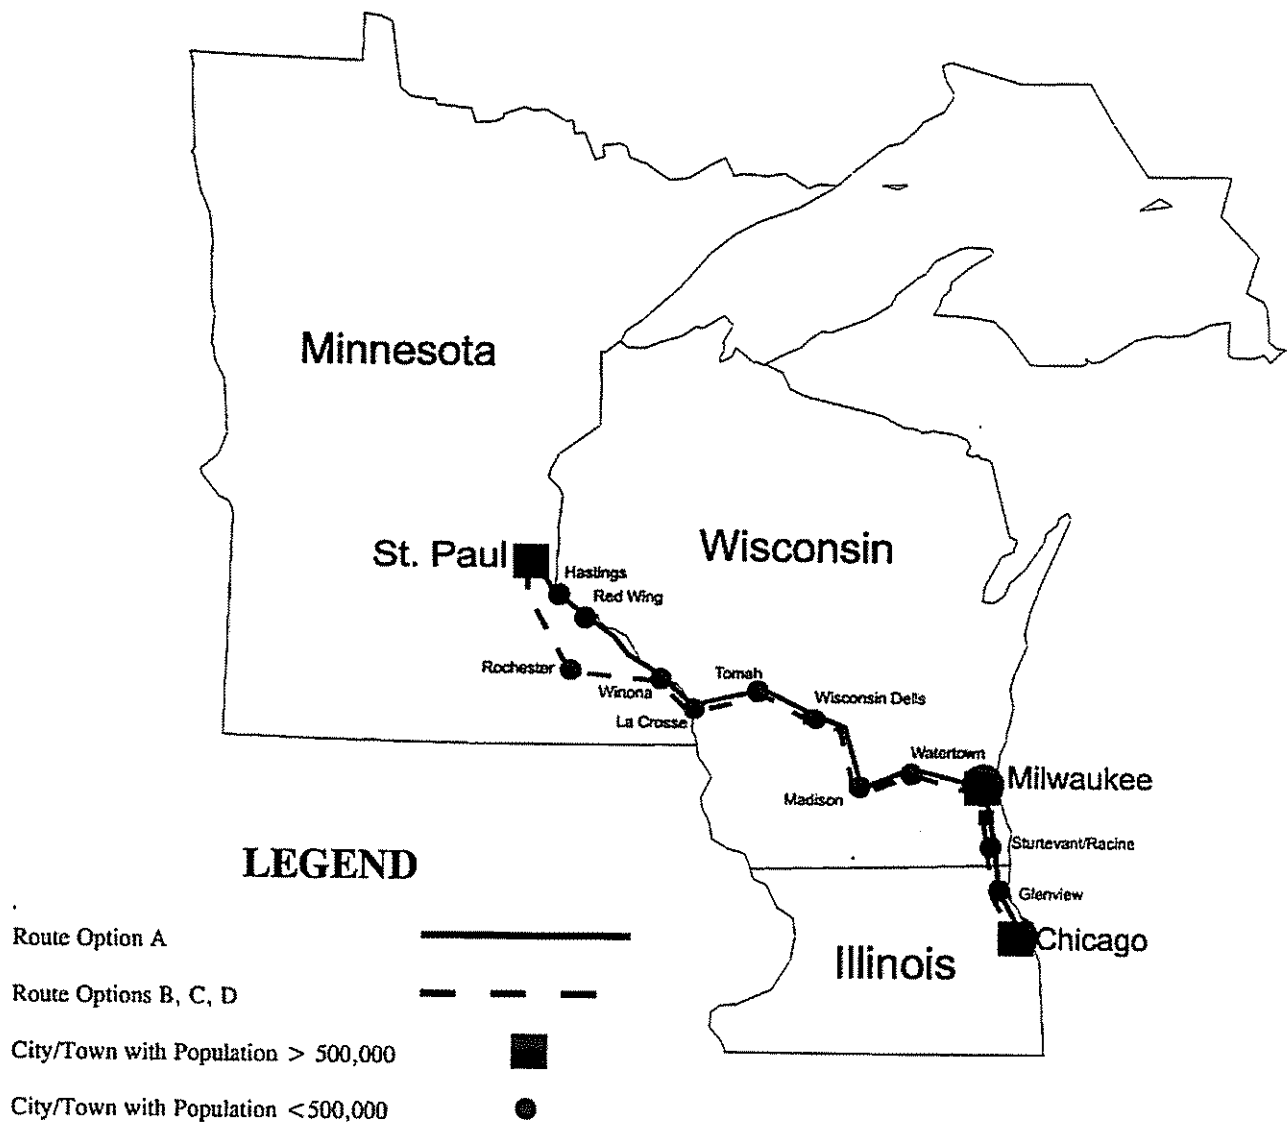 Minnesota
Wisconsin
St. Paul
Hastings
Red Wing
Rochester
Winona
Tomah
Wisconsin Dells
La Crosse
Watertown
Milwaukee
Madison
Sturtevant/Racine
Glenview
Chicago
Illinois
LEGEND
Route Option A
Route Options B, C, D
City/Town with Population > 500,000
City/Town with Population <500,000